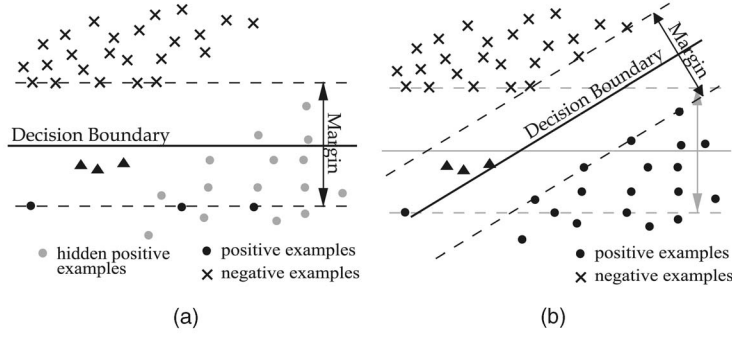 Decision Boundary
Margin
hidden positive
examples
positive examples
negative examples
(a)
Margin
Decision Boundary
positive examples
negative examples
(b)